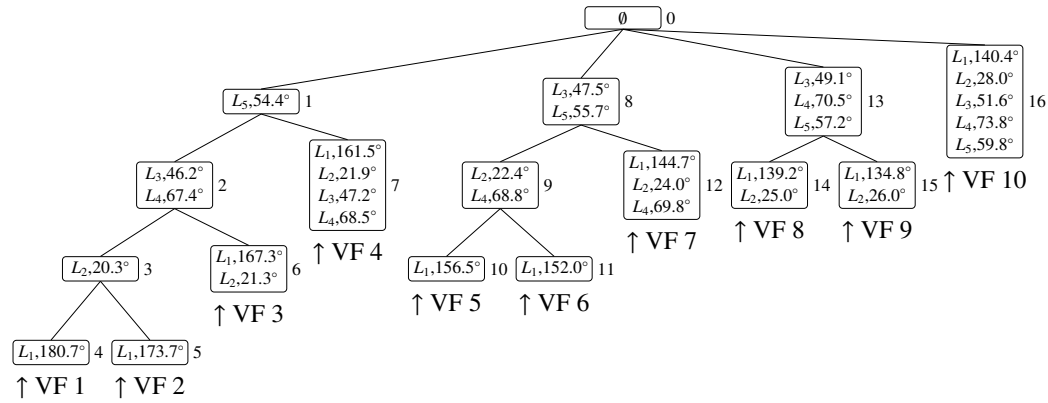 ∅ 0
L₅,54.4° 1
L₃,47.5°
L₅,55.7° 8
L₃,49.1°
L₄,70.5° 13
L₅,57.2°
L₁,140.4°
L₂,28.0°
L₃,51.6° 16
L₄,73.8°
L₅,59.8°
↑ VF 10
L₃,46.2°
L₄,67.4° 2
L₁,161.5°
L₂,21.9° 7
L₃,47.2°
L₄,68.5°
↑ VF 4
L₂,22.4°
L₄,68.8° 9
L₁,144.7°
L₂,24.0° 12
L₄,69.8°
↑ VF 7
L₁,139.2°
L₂,25.0° 14
↑ VF 8
L₁,134.8°
L₂,26.0° 15
↑ VF 9
L₂,20.3° 3
L₁,167.3°
L₂,21.3° 6
↑ VF 3
L₁,156.5° 10
↑ VF 5
L₁,152.0° 11
↑ VF 6
L₁,180.7° 4
↑ VF 1
L₁,173.7° 5
↑ VF 2